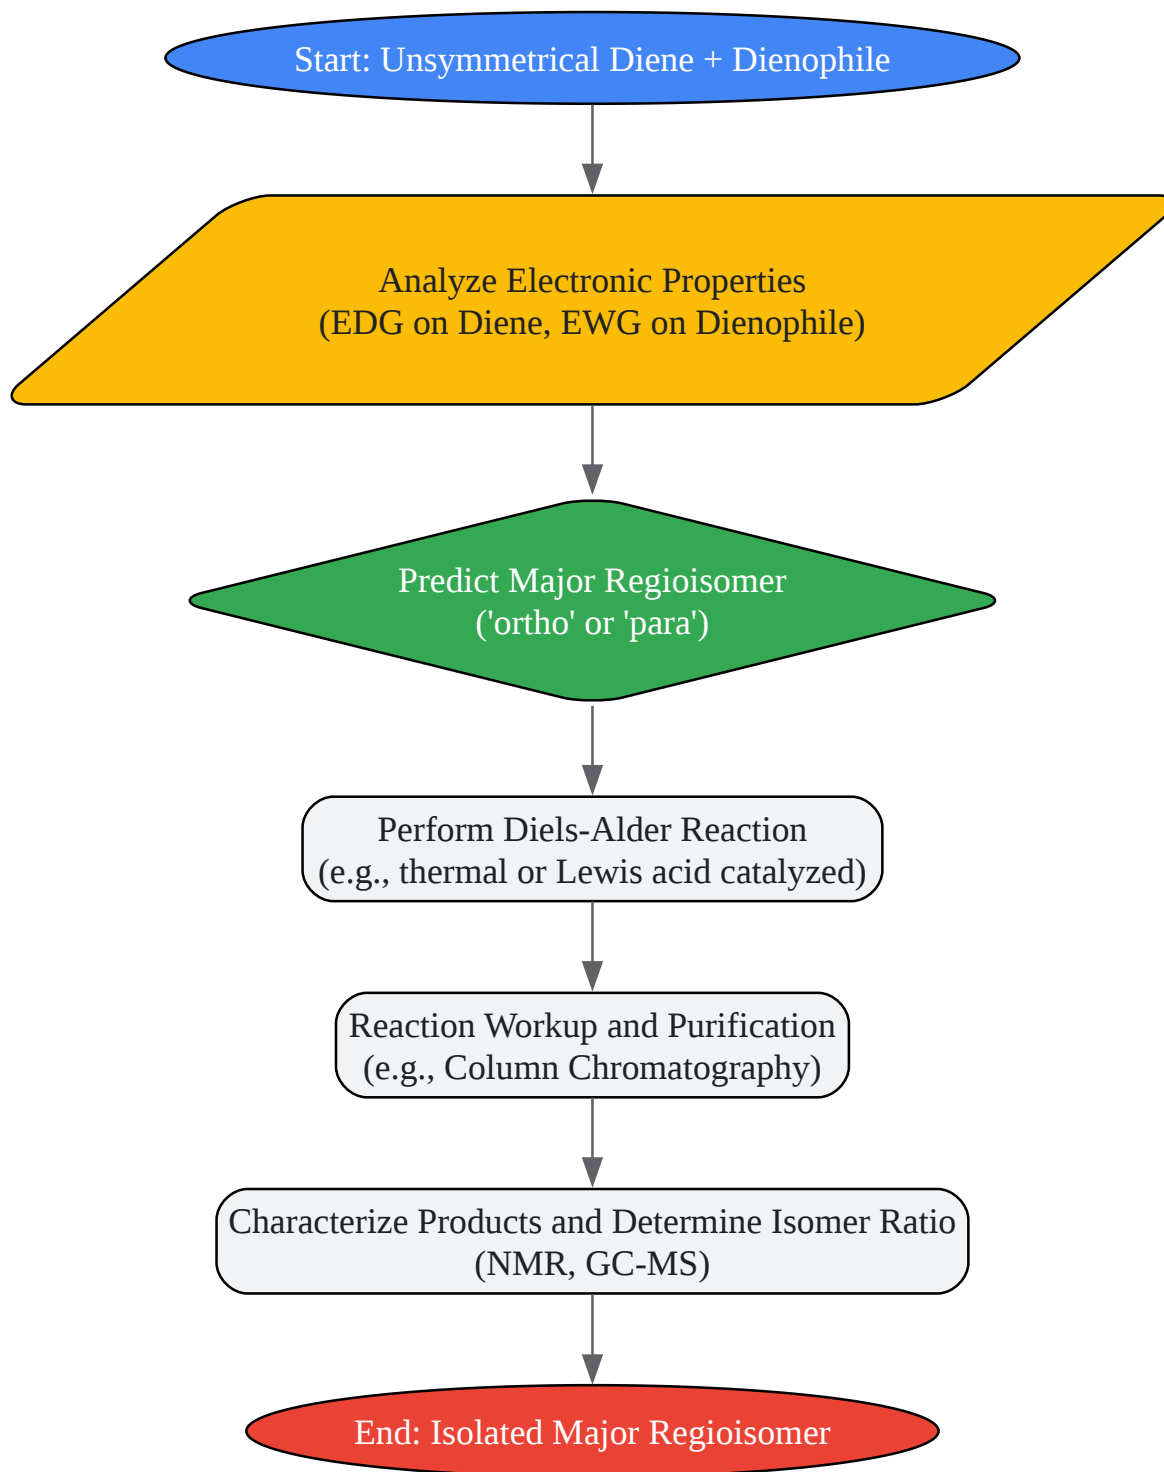 Start: Unsymmetrical Diene + Dienophile
Analyze Electronic Properties
(EDG on Diene, EWG on Dienophile)
Predict Major Regioisomer
('ortho' or 'para')
Perform Diels-Alder Reaction
(e.g., thermal or Lewis acid catalyzed)
Reaction Workup and Purification
(e.g., Column Chromatography)
Characterize Products and Determine Isomer Ratio
(NMR, GC-MS)
End: Isolated Major Regioisomer